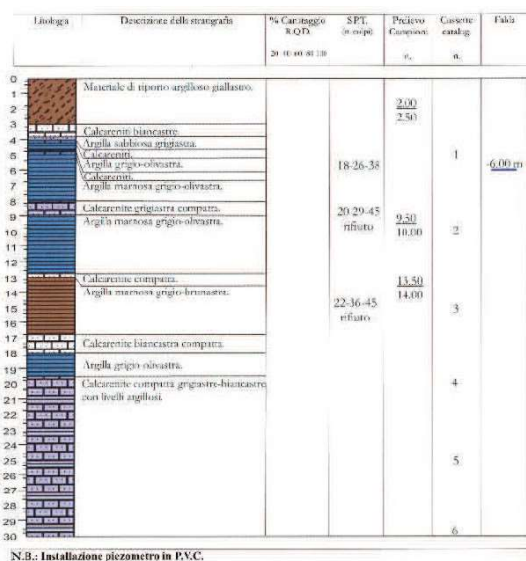 Litologia Descrizione della stratigrafia % Carotaggio S.P.T. Prelievo Cassette Falda
R.Q.D. (n. colpi) Campioni catalog.
20 40 60 80 100 n. n.
0
1 Materiale di riporto argilloso giallastro.
2 2.00
2.50
3
Calcareniti biancastre.
4 Argilla sabbiosa grigiastra.
5 Calcareniti. 1
Argilla grigio-olivastra. 18-26-38 -6.00 m
6 Calcareniti.
7 Argilla marnosa grigio-olivastra.
8
Calcarenite grigiastra compatta. 20-29-45
9 Argilla marnosa grigio-olivastra. rifiuto 9.50
10 10.00 2
11
12
13 Calcarenite compatta. 13.50
14 Argilla marnosa grigio-brunastra. 14.00
15 22-36-45 3
16 rifiuto
17
Calcarenite biancastra compatta.
18
19 Argilla grigio-olivastra.
20 Calcarenite compatta grigiastre-biancastre 4
21 con livelli argillosi.
22
23
24
25 5
26
27
28
29
30 6
N.B.: Installazione piezometro in P.V.C.